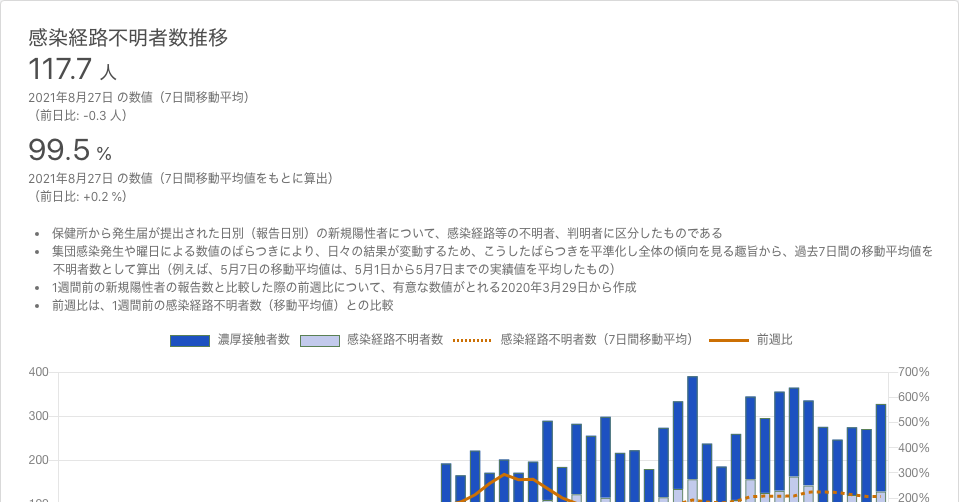 感染経路不明者数推移
117.7 人
2021年8月27日 の数値（7日間移動平均）
（前日比: -0.3 人）
99.5 %
2021年8月27日 の数値（7日間移動平均値をもとに算出）
（前日比: +0.2 %）
• 保健所から発生届が提出された日別（報告日別）の新規陽性者について、感染経路等の不明者、判明者に区分したものである
• 集団感染発生や曜日による数値のばらつきにより、日々の結果が変動するため、こうしたばらつきを平準化し全体の傾向を見る趣旨から、過去7日間の移動平均値を
不明者数として算出（例えば、5月7日の移動平均値は、5月1日から5月7日までの実績値を平均したもの）
• 1週間前の新規陽性者の報告数と比較した際の前週比について、有意な数値がとれる2020年3月29日から作成
• 前週比は、1週間前の感染経路不明者数（移動平均値）との比較
濃厚接触者数 感染経路不明者数 感染経路不明者数（7日間移動平均） 前週比
400 700%
600%
300 500%
400%
200 300%
100 200%